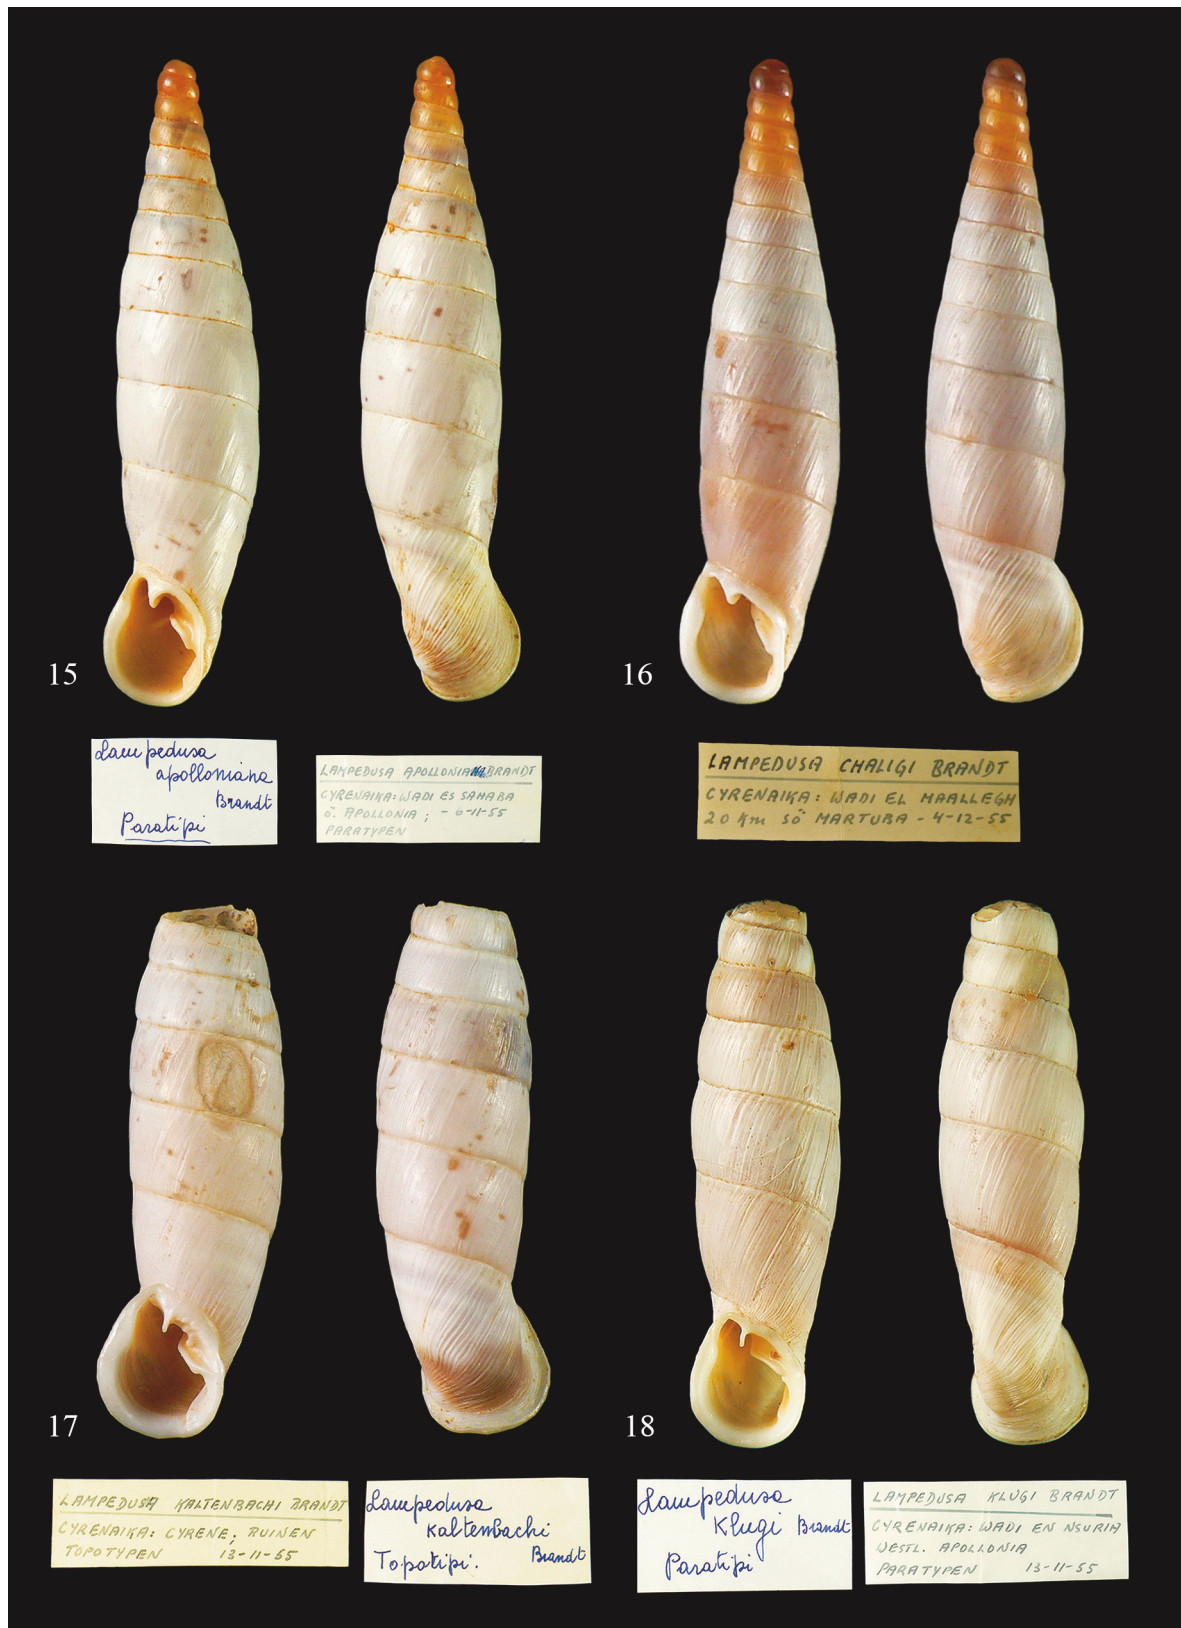 15
16
Lampedusa
apolloniana
Brandt
Paratipi
LAMPEDUSA APOLLONIANA BRANDT
CYRENAIKA: WADI ES SAHABA
Ö. APOLLONIA; - 6-11-55
PARATYPEN
LAMPEDUSA CHALIGI BRANDT
CYRENAIKA: WADI EL MAALLEGH
20 Km SÖ MARTUBA - 4-12-55
17
18
LAMPEDUSA KALTENBACHI BRANDT
CYRENAIKA: CYRENE; RUINEN
TOPOTYPEN 13-11-55
Lampedusa
Kaltenbachi
Brandt
Topotipi.
Lampedusa
Klugi Brandt
Paratipi
LAMPEDUSA KLUGI BRANDT
CYRENAIKA: WADI EN NSURIA
WESTL. APOLLONIA
PARATYPEN 13-11-55